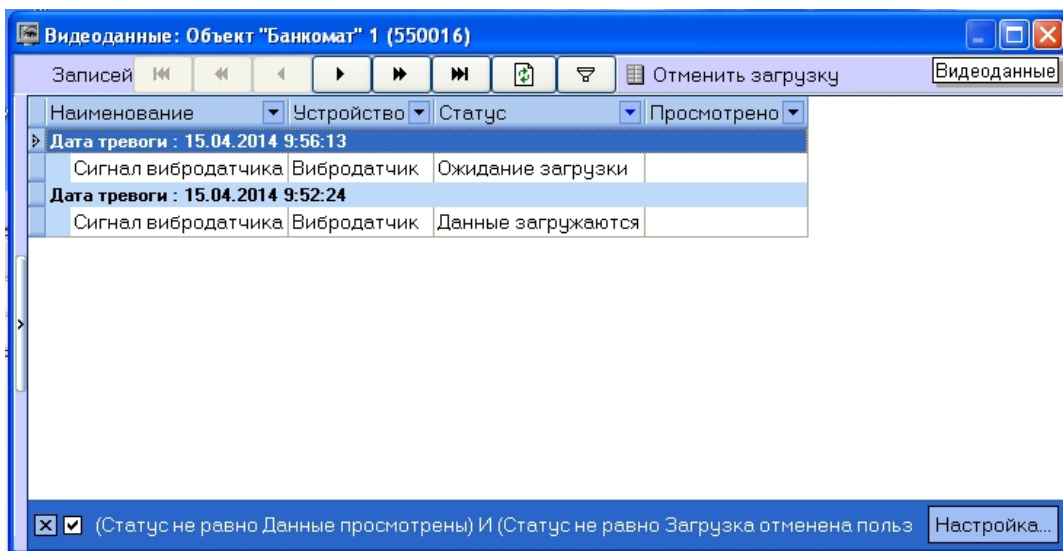 Видеоданные: Объект "Банкомат" 1 (550016)
Записей Отменить загрузку Видеоданные
Наименование Устройство Статус Просмотрено
Дата тревоги : 15.04.2014 9:56:13
Сигнал вибродатчика Вибродатчик Ожидание загрузки
Дата тревоги : 15.04.2014 9:52:24
Сигнал вибродатчика Вибродатчик Данные загружаются
(Статус не равно Данные просмотрены) И (Статус не равно Загрузка отменена польз Настройка...